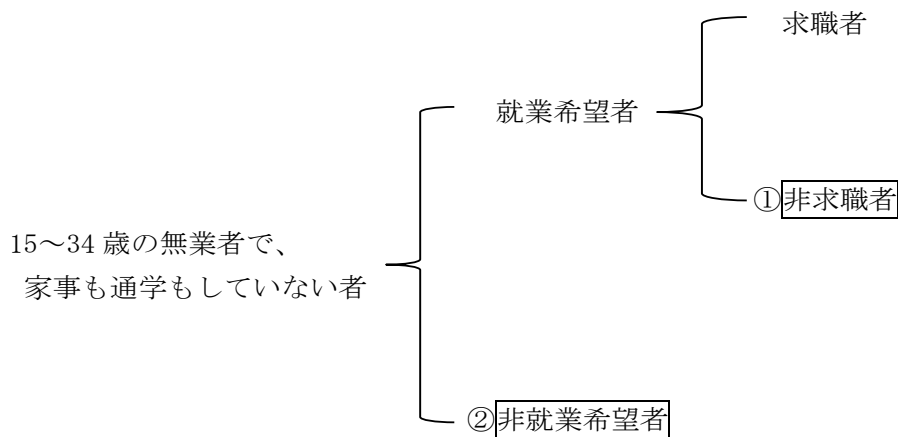 求職者
就業希望者
①非求職者
15～34 歳の無業者で、
家事も通学もしていない者
②非就業希望者